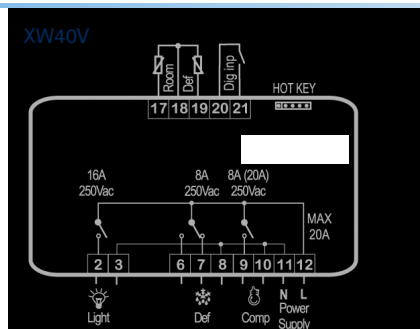 XW40V
Room
Def
Dig inp
HOT KEY
17 18 19 20 21
16A
250Vac
8A
250Vac
8A (20A)
250Vac
MAX
20A
2 3 6 7 8 9 10 11 12
Light
Def
Comp
N L
Power
Supply